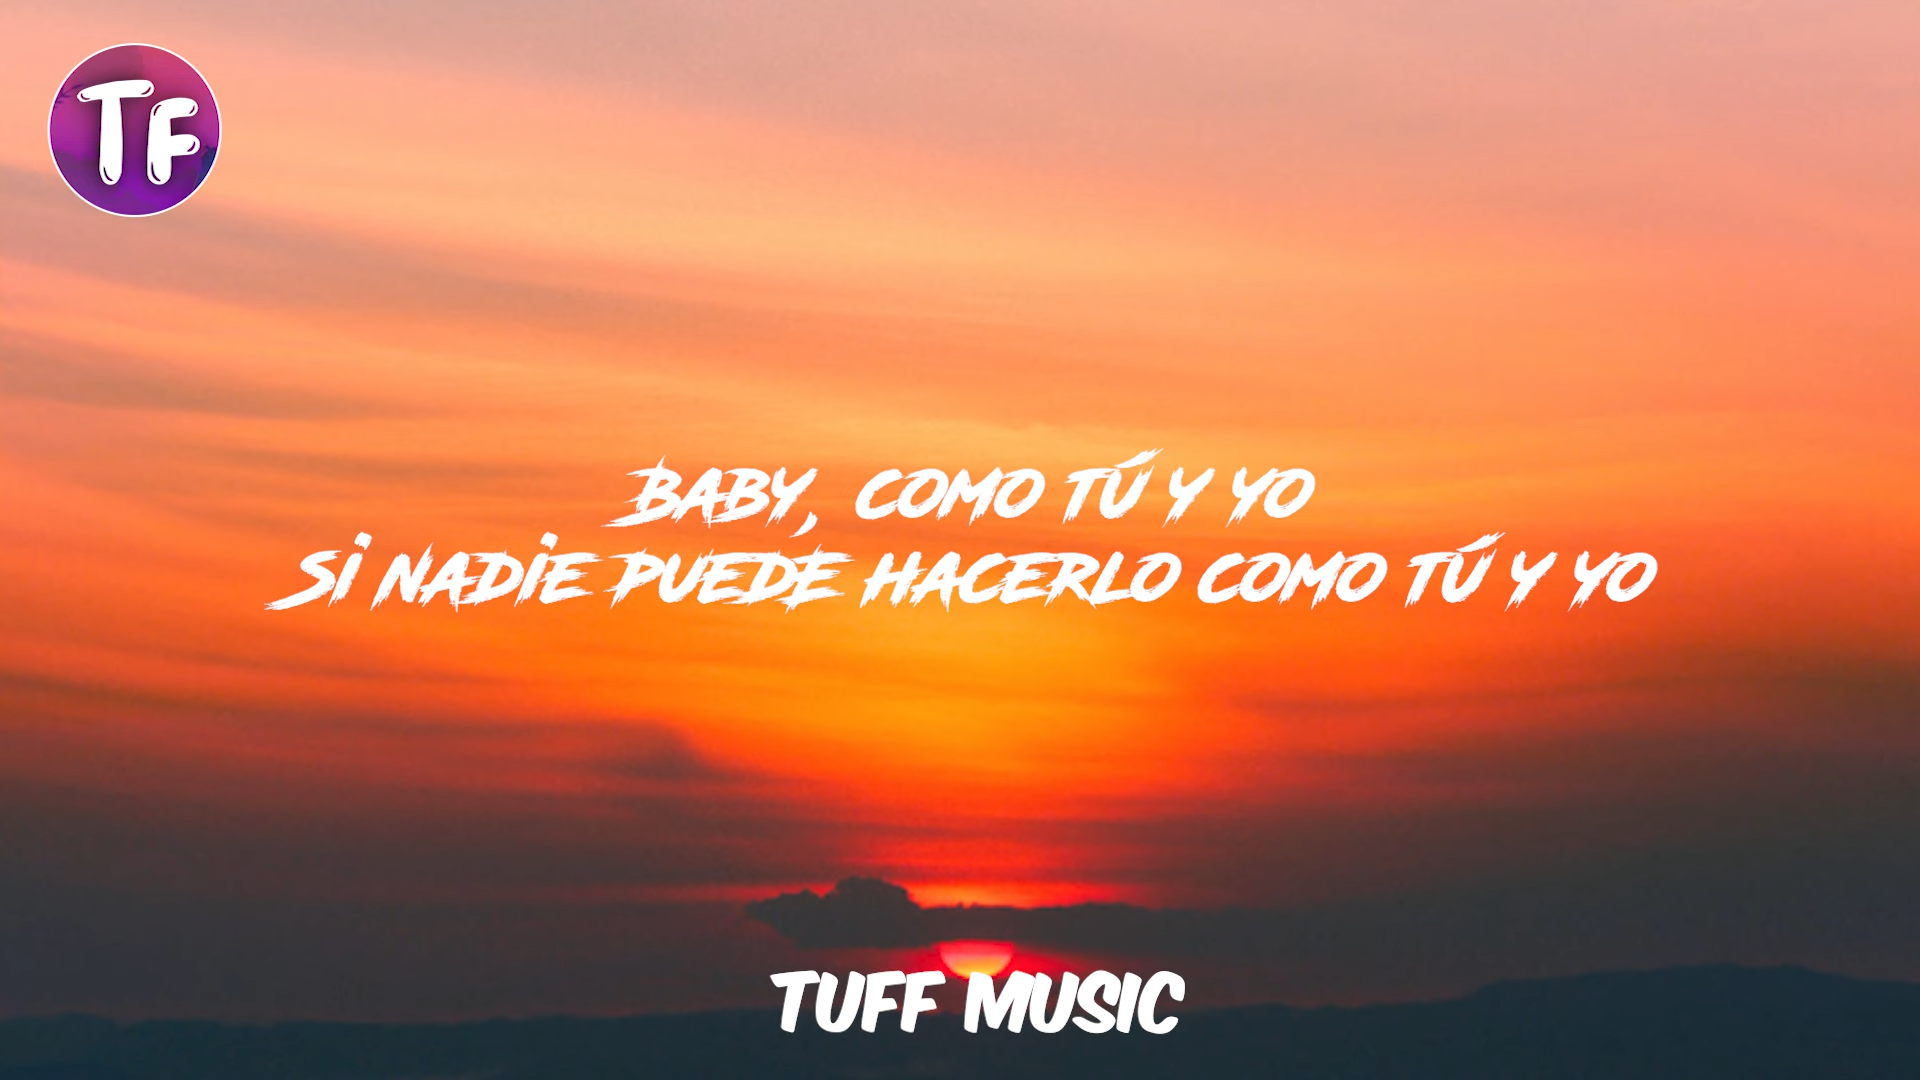 TF
BABY, COMO TÚ Y YO
SI NADIE PUEDE HACERLO COMO TÚ Y YO
TUFF MUSIC